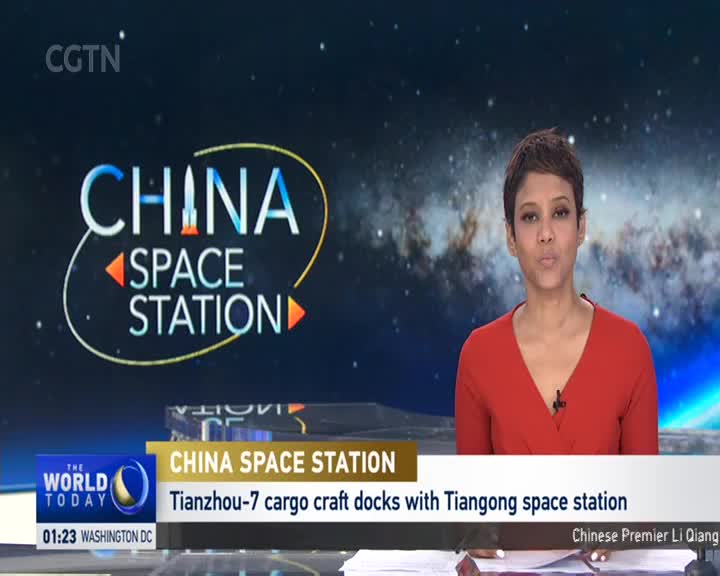 CGTN
CHINA
SPACE
STATION
CHINA SPACE STATION
Tianzhou-7 cargo craft docks with Tiangong space station
THE
WORLD
TODAY
01:23 WASHINGTON DC
Chinese Premier Li Qiang